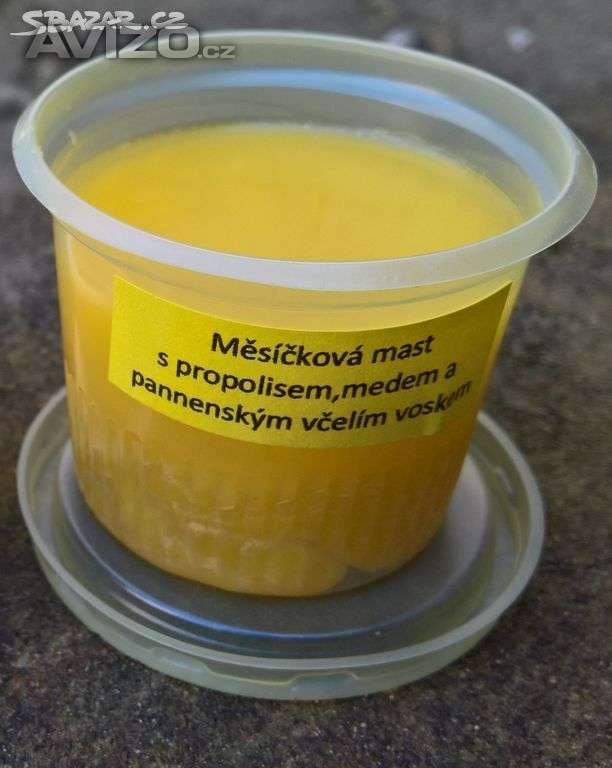 SBAZAR.CZ
AVIZO.cz
Měsíčková mast
s propolisem,medem a
pannenským včelím voskem